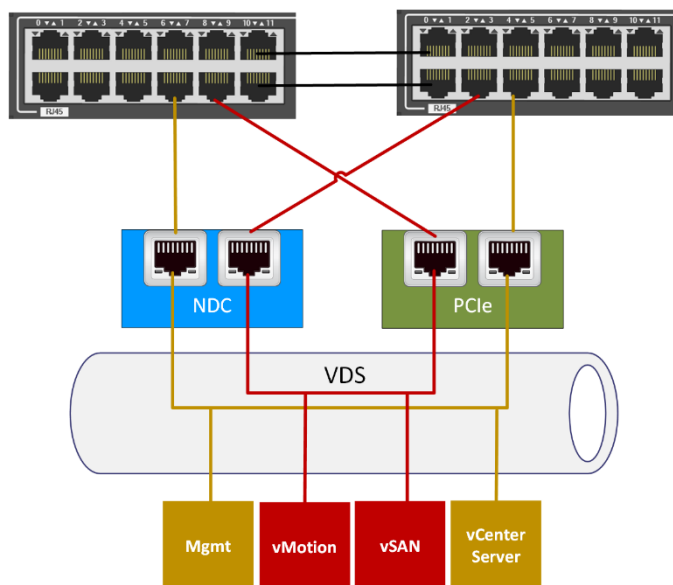 0 ▼▲ 1 2 ▼▲ 3 4 ▼▲ 5 6 ▼▲ 7 8 ▼▲ 9 10 ▼▲ 11
RJ45
0 ▼▲ 1 2 ▼▲ 3 4 ▼▲ 5 6 ▼▲ 7 8 ▼▲ 9 10 ▼▲ 11
RJ45
NDC
PCIe
VDS
Mgmt
vMotion
vSAN
vCenter
Server